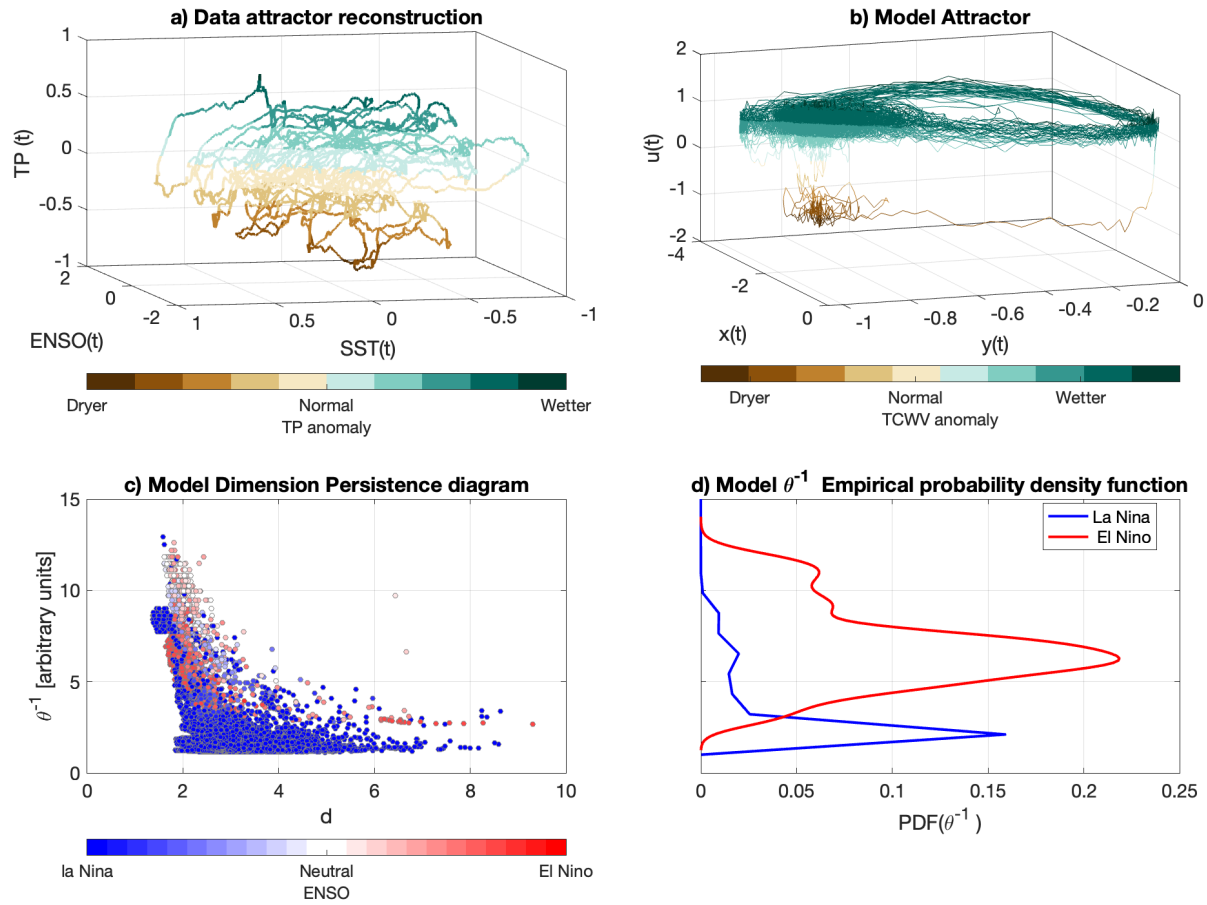 a) Data attractor reconstruction
1
0.5
0
-0.5
-1
TP (t)
2
0
-2
ENSO(t)
1
0.5
0
-0.5
-1
SST(t)
Dryer
Normal
Wetter
TP anomaly
b) Model Attractor
2
1
0
-1
-2
u(t)
-4
-2
0
x(t)
-1
-0.8
-0.6
-0.4
-0.2
0
y(t)
Dryer
Normal
Wetter
TCWV anomaly
c) Model Dimension Persistence diagram
15
10
5
0
θ⁻¹ [arbitrary units]
0
2
4
6
8
10
d
la Nina
Neutral
El Nino
ENSO
d) Model θ⁻¹ Empirical probability density function
La Nina
El Nino
0
0.05
0.1
0.15
0.2
0.25
PDF(θ⁻¹ )